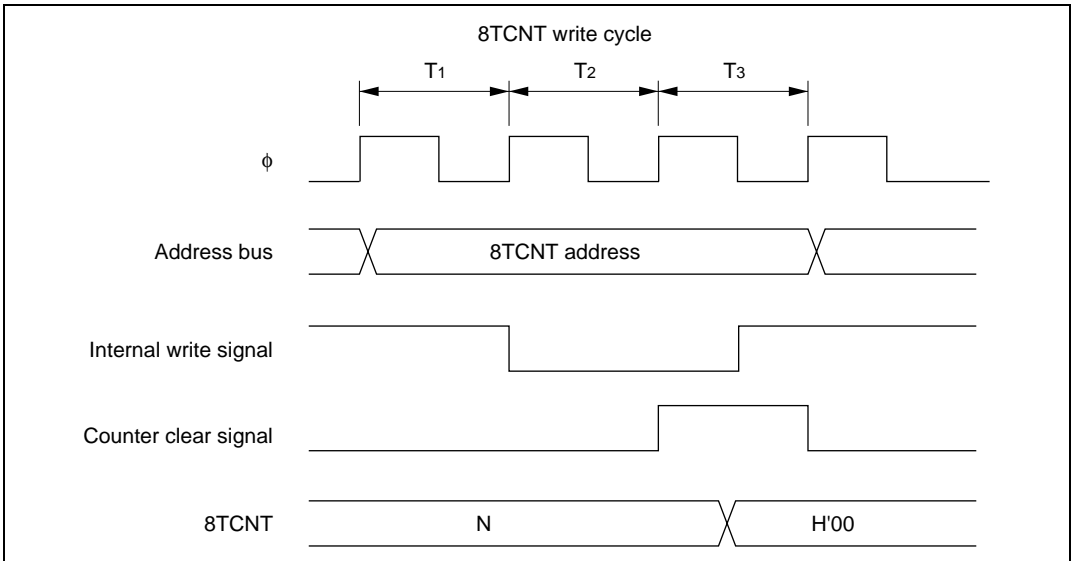 8TCNT write cycle
T1 T2 T3
φ
Address bus 8TCNT address
Internal write signal
Counter clear signal
8TCNT N H'00